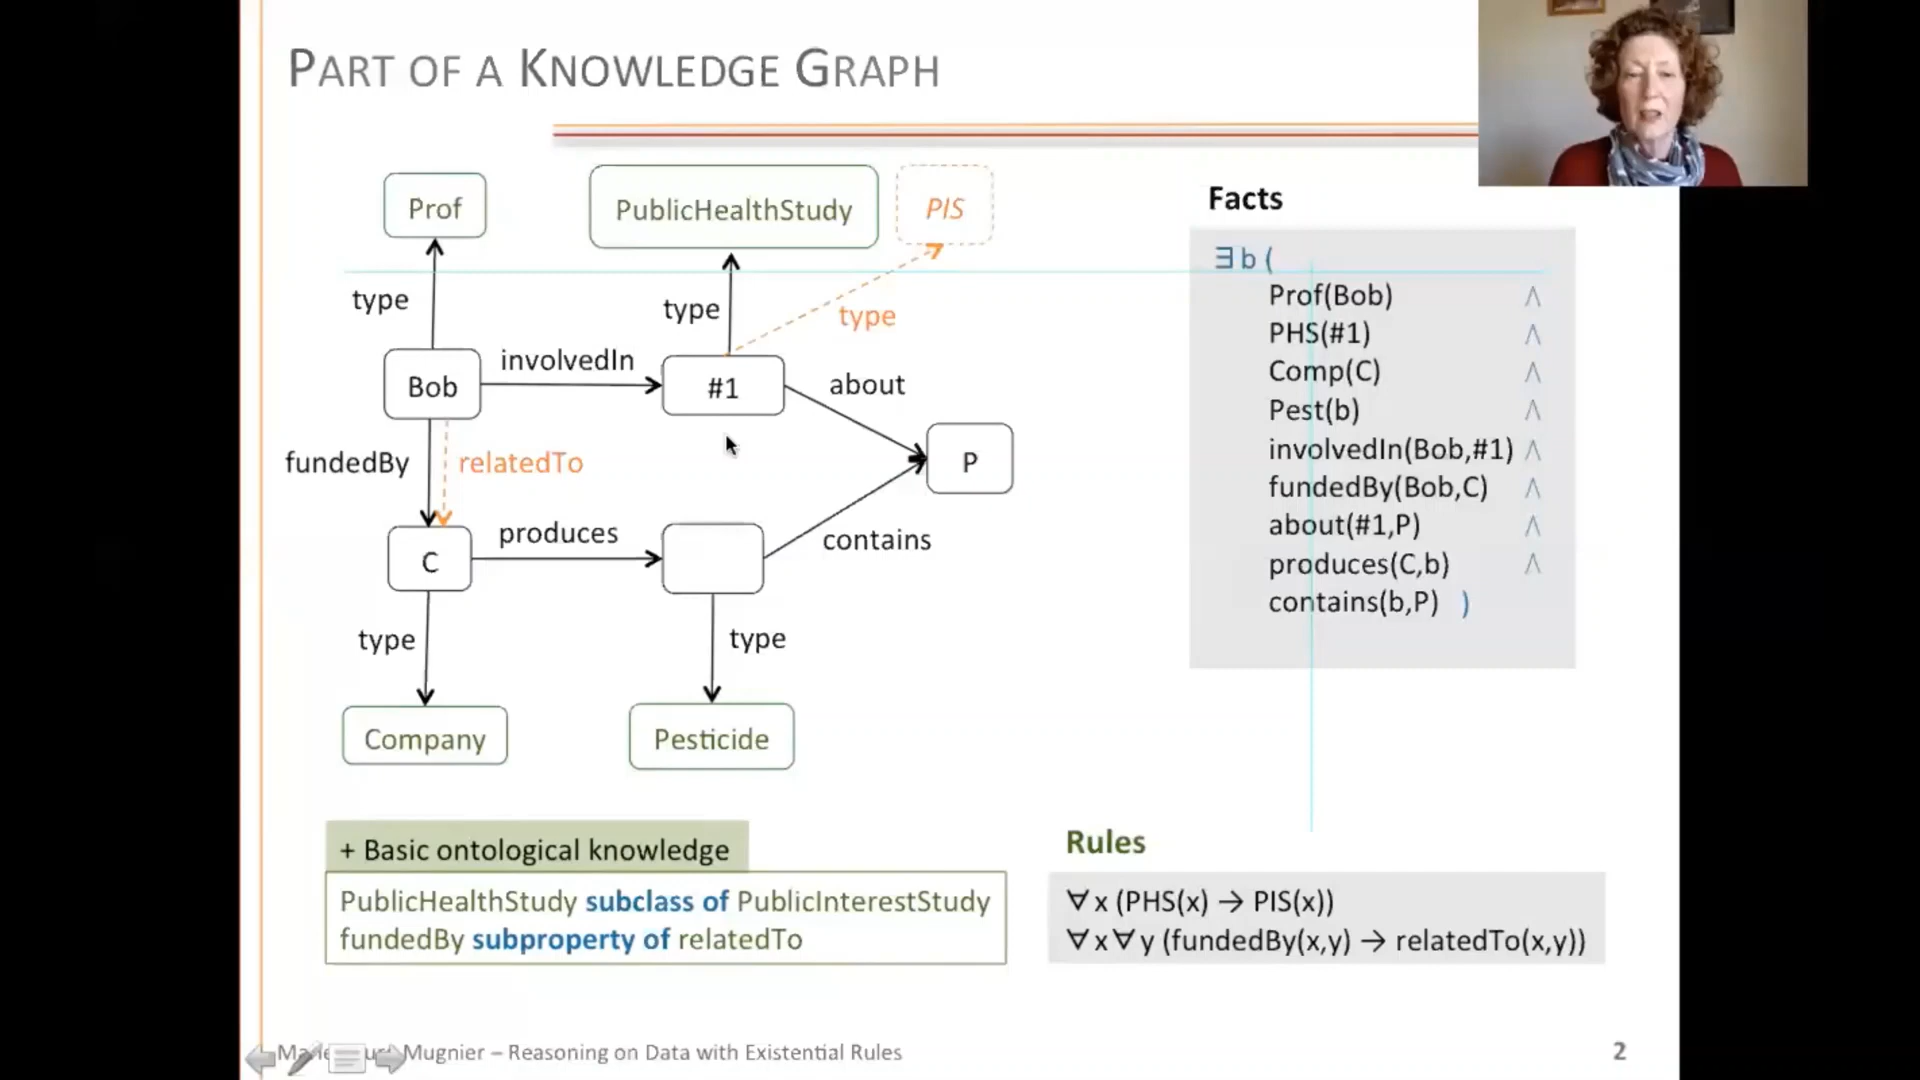 PART OF A KNOWLEDGE GRAPH
Prof
PublicHealthStudy
PIS
type
type
type
Bob
involvedIn
#1
about
fundedBy
relatedTo
P
C
produces
contains
type
type
Company
Pesticide
Facts
∃ b (
Prof(Bob) ∧
PHS(#1) ∧
Comp(C) ∧
Pest(b) ∧
involvedIn(Bob,#1) ∧
fundedBy(Bob,C) ∧
about(#1,P) ∧
produces(C,b) ∧
contains(b,P) )
+ Basic ontological knowledge
PublicHealthStudy subclass of PublicInterestStudy
fundedBy subproperty of relatedTo
Rules
∀ x (PHS(x) → PIS(x))
∀ x ∀ y (fundedBy(x,y) → relatedTo(x,y))
Mugnier – Reasoning on Data with Existential Rules
2